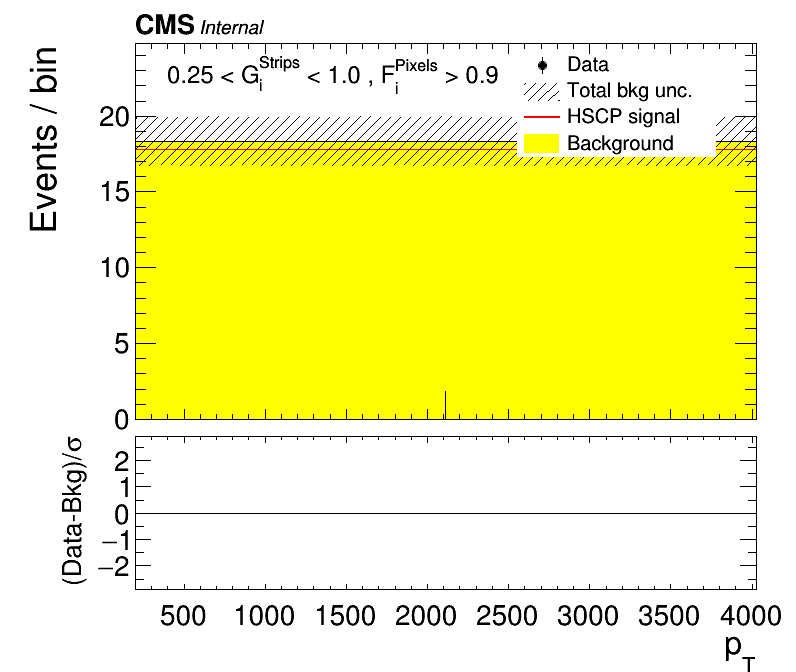 CMS Internal
0.25 < G_i^Strips < 1.0 , F_i^Pixels > 0.9
Data
Total bkg unc.
HSCP signal
Background
Events / bin
20
15
10
5
0
(Data-Bkg)/σ
2
1
0
−1
−2
500 1000 1500 2000 2500 3000 3500 4000
p_T